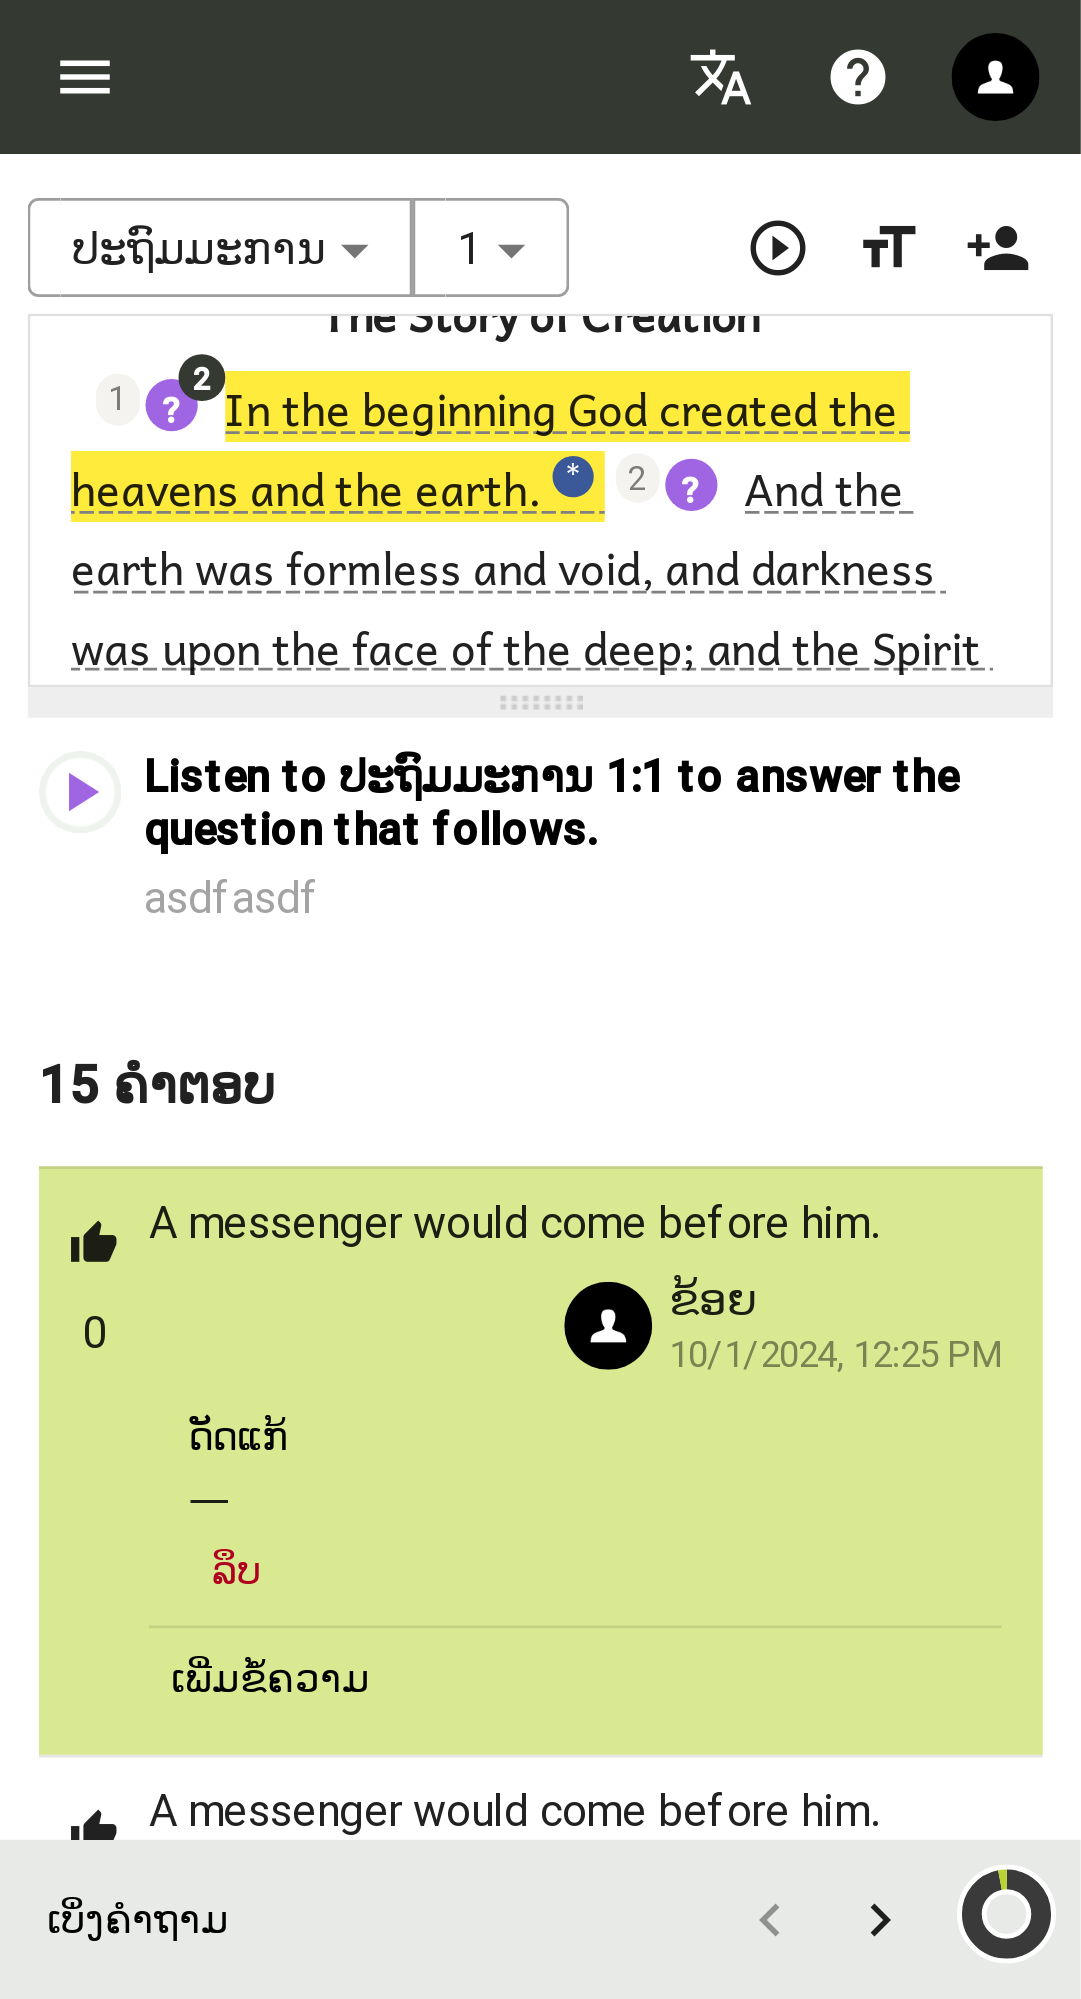 ປະຖົມມະການ 1
The Story of Creation
1 ? 2 In the beginning God created the
heavens and the earth. * 2 ? And the
earth was formless and void, and darkness
was upon the face of the deep; and the Spirit
Listen to ປະຖົມມະການ 1:1 to answer the
question that follows.
asdfasdf
15 ຄຳຕອບ
A messenger would come before him.
0
ຂ້ອຍ
10/1/2024, 12:25 PM
ດັດແກ້
—
ລຶບ
ເພີ່ມຂໍ້ຄວາມ
A messenger would come before him.
ເບິ່ງຄຳຖາມ